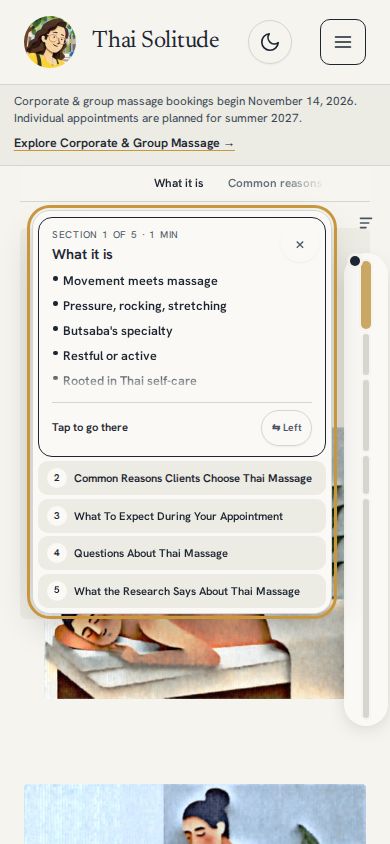 Thai Solitude
Corporate & group massage bookings begin November 14, 2026.
Individual appointments are planned for summer 2027.
Explore Corporate & Group Massage →
What it is
Common reasons
SECTION 1 OF 5 · 1 MIN
What it is
• Movement meets massage
• Pressure, rocking, stretching
• Butsaba's specialty
• Restful or active
• Rooted in Thai self-care
Tap to go there
⇆ Left
2 Common Reasons Clients Choose Thai Massage
3 What To Expect During Your Appointment
4 Questions About Thai Massage
5 What the Research Says About Thai Massage